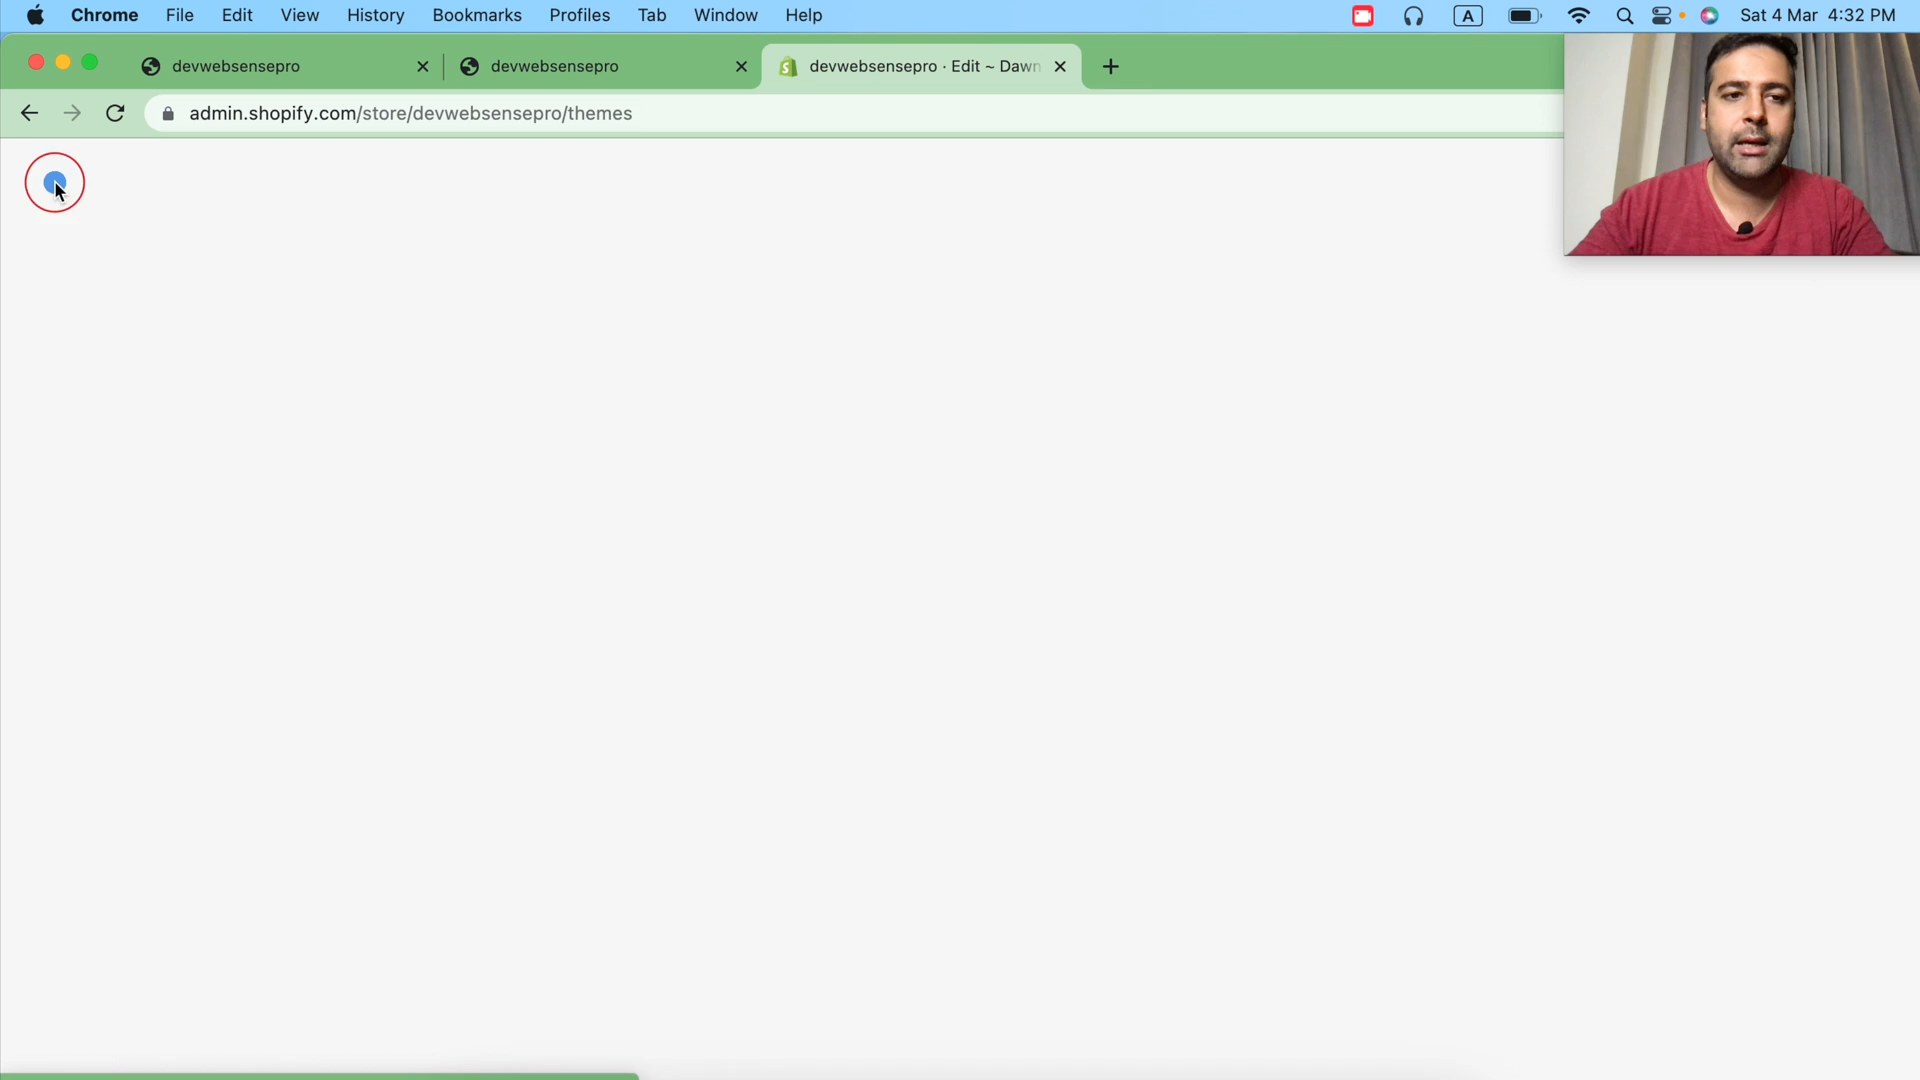 Chrome File Edit View History Bookmarks Profiles Tab Window Help A Sat 4 Mar 4:32 PM
devwebsensepro devwebsensepro devwebsensepro · Edit ~ Dawn
admin.shopify.com/store/devwebsensepro/themes